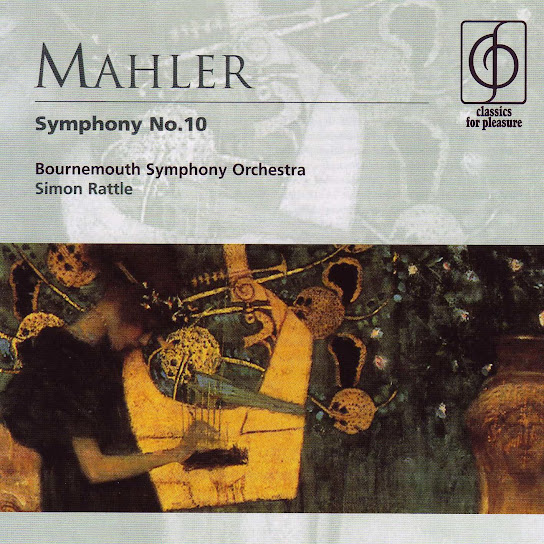 MAHLER
Symphony No.10
Bournemouth Symphony Orchestra
Simon Rattle
classics
for pleasure